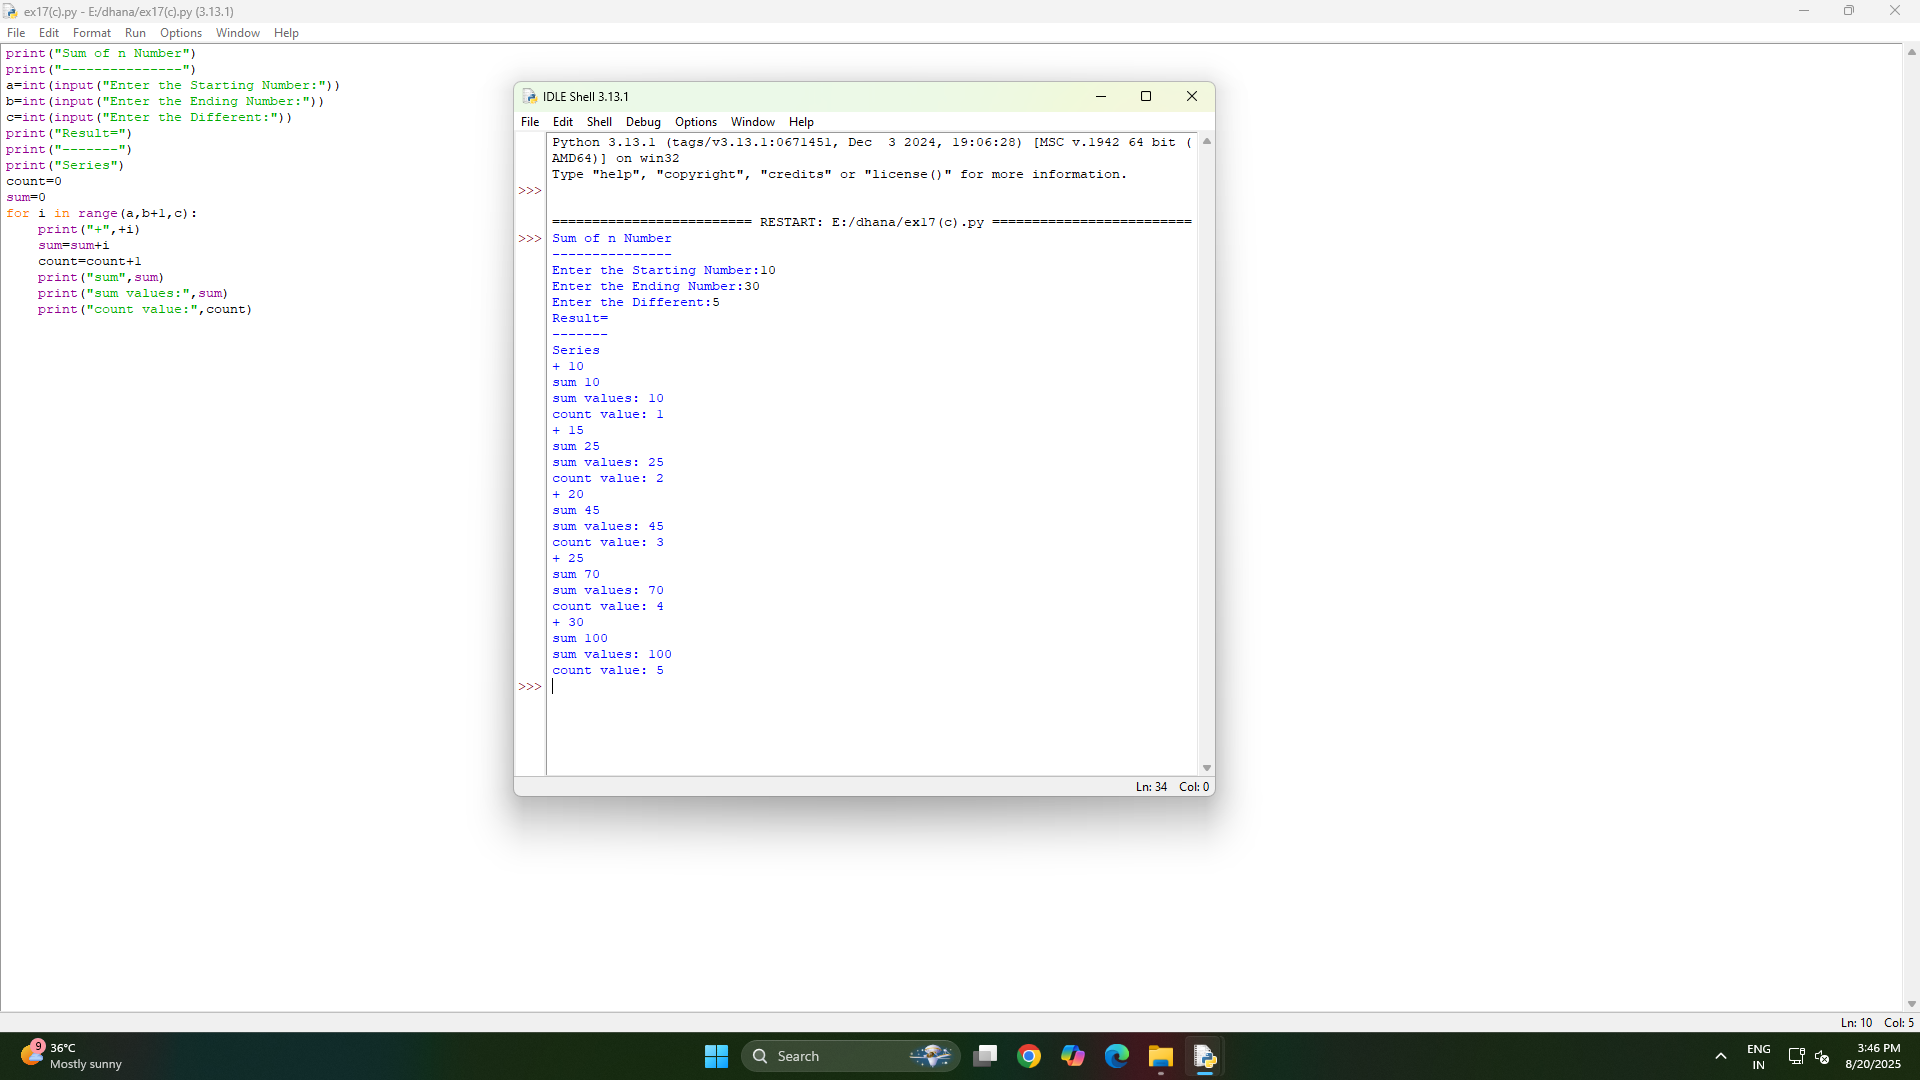 ex17(c).py - E:/dhana/ex17(c).py (3.13.1)
File Edit Format Run Options Window Help
print("Sum of n Number")
print("---------------")
a=int(input("Enter the Starting Number:"))
b=int(input("Enter the Ending Number:"))
c=int(input("Enter the Different:"))
print("Result=")
print("-------")
print("Series")
count=0
sum=0
for i in range(a,b+1,c):
    print("+",+i)
    sum=sum+i
    count=count+1
    print("sum",sum)
    print("sum values:",sum)
    print("count value:",count)
IDLE Shell 3.13.1
File Edit Shell Debug Options Window Help
Python 3.13.1 (tags/v3.13.1:0671451, Dec  3 2024, 19:06:28) [MSC v.1942 64 bit (
AMD64)] on win32
Type "help", "copyright", "credits" or "license()" for more information.
>>>
========================= RESTART: E:/dhana/ex17(c).py =========================
>>> Sum of n Number
---------------
Enter the Starting Number:10
Enter the Ending Number:30
Enter the Different:5
Result=
-------
Series
+ 10
sum 10
sum values: 10
count value: 1
+ 15
sum 25
sum values: 25
count value: 2
+ 20
sum 45
sum values: 45
count value: 3
+ 25
sum 70
sum values: 70
count value: 4
+ 30
sum 100
sum values: 100
count value: 5
>>>
Ln: 34 Col: 0
Ln: 10 Col: 5
9
36°C
Mostly sunny
Search
ENG
IN
3:46 PM
8/20/2025